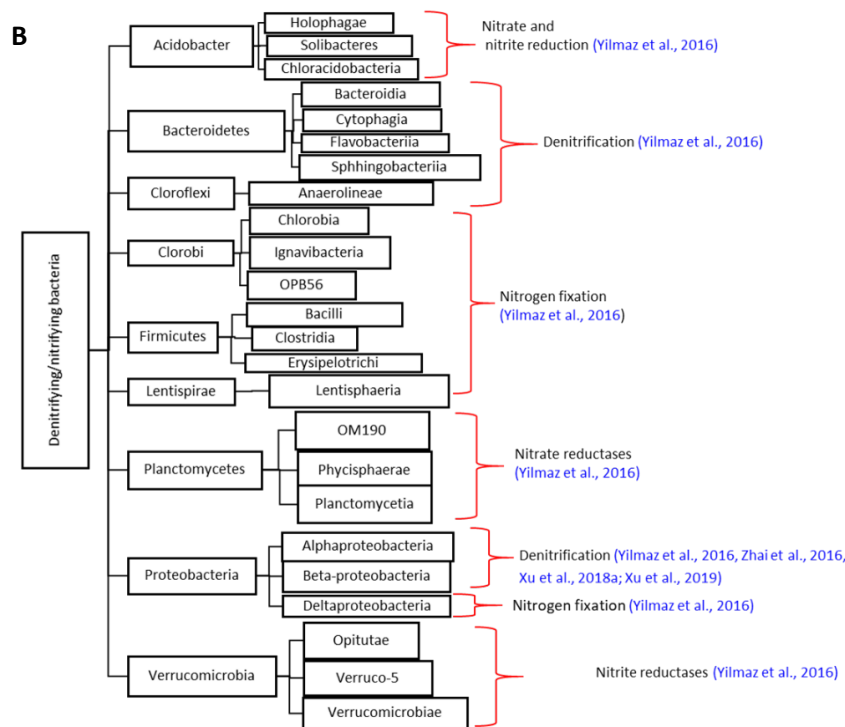 B
Denitrifying/nitrifying bacteria
Acidobacter
Holophagae
Solibacteres
Chloracidobacteria
Nitrate and
nitrite reduction (Yilmaz et al., 2016)
Bacteroidetes
Bacteroidia
Cytophagia
Flavobacteriia
Sphhingobacteriia
Denitrification (Yilmaz et al., 2016)
Cloroflexi
Anaerolineae
Clorobi
Chlorobia
Ignavibacteria
OPB56
Nitrogen fixation
(Yilmaz et al., 2016)
Firmicutes
Bacilli
Clostridia
Erysipelotrichi
Lentispirae
Lentisphaeria
Planctomycetes
OM190
Phycisphaerae
Planctomycetia
Nitrate reductases
(Yilmaz et al., 2016)
Proteobacteria
Alphaproteobacteria
Beta-proteobacteria
Denitrification (Yilmaz et al., 2016, Zhai et al., 2016,
Xu et al., 2018a; Xu et al., 2019)
Deltaproteobacteria
Nitrogen fixation (Yilmaz et al., 2016)
Verrucomicrobia
Opitutae
Verruco-5
Verrucomicrobiae
Nitrite reductases (Yilmaz et al., 2016)